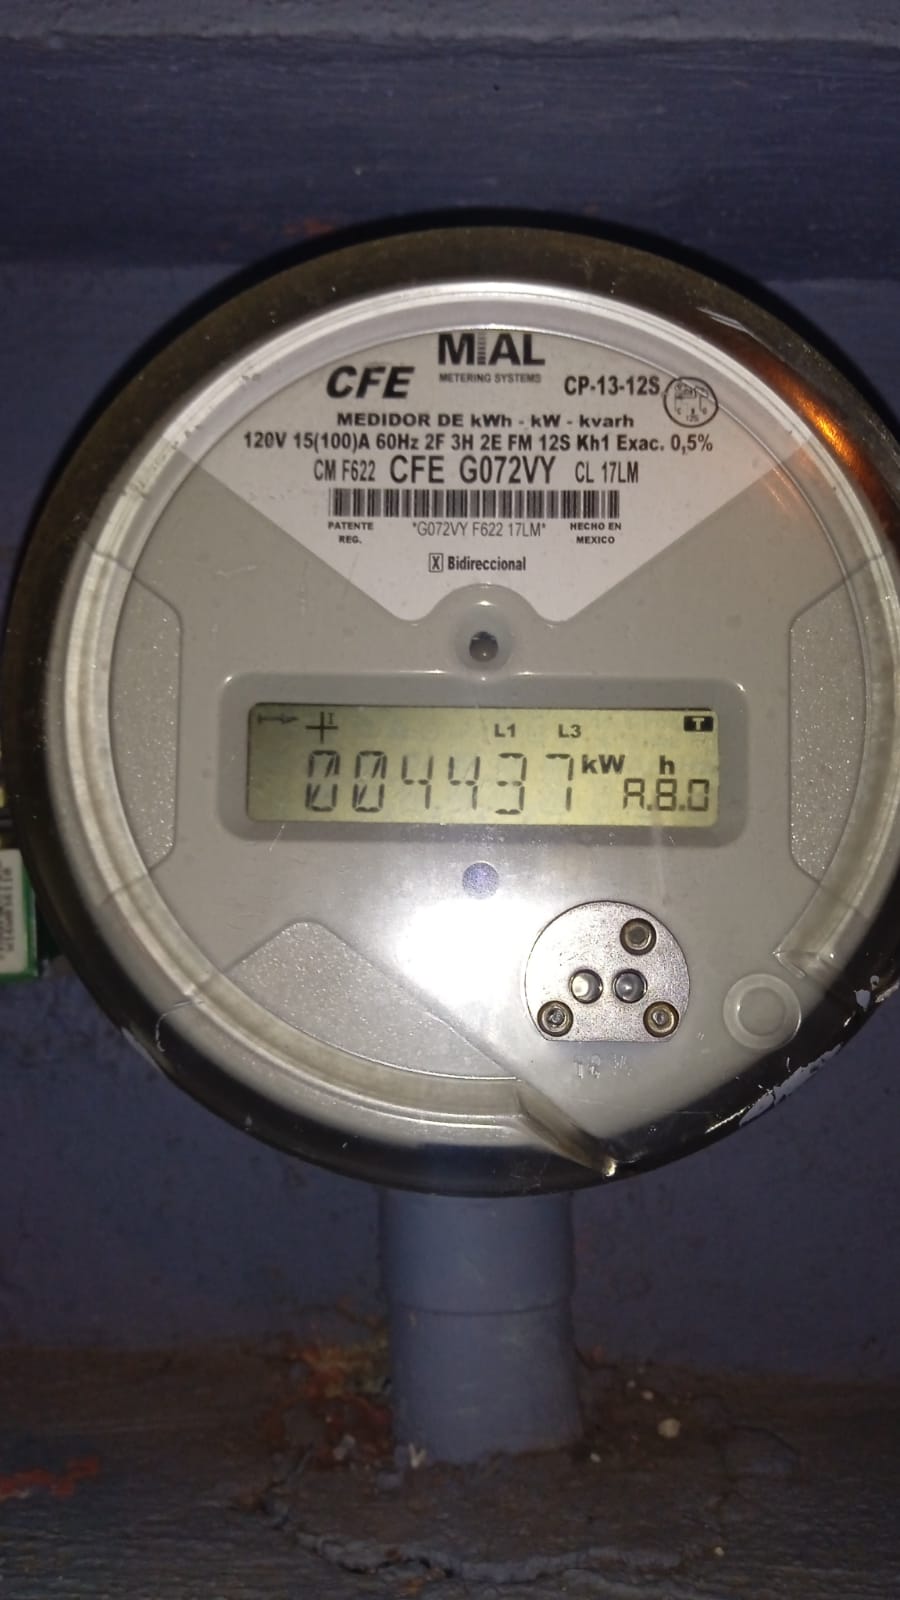 MIAL
METERING SYSTEMS
CFE
CP-13-12S
MEDIDOR DE kWh - kW - kvarh
120V 15(100)A 60Hz 2F 3H 2E FM 12S Kh1 Exac. 0,5%
CM F622 CFE G072VY CL 17LM
PATENTE REG.
*G072VY F622 17LM*
HECHO EN MEXICO
X Bidireccional
L1 L3 T
004437 kW h A.8.0